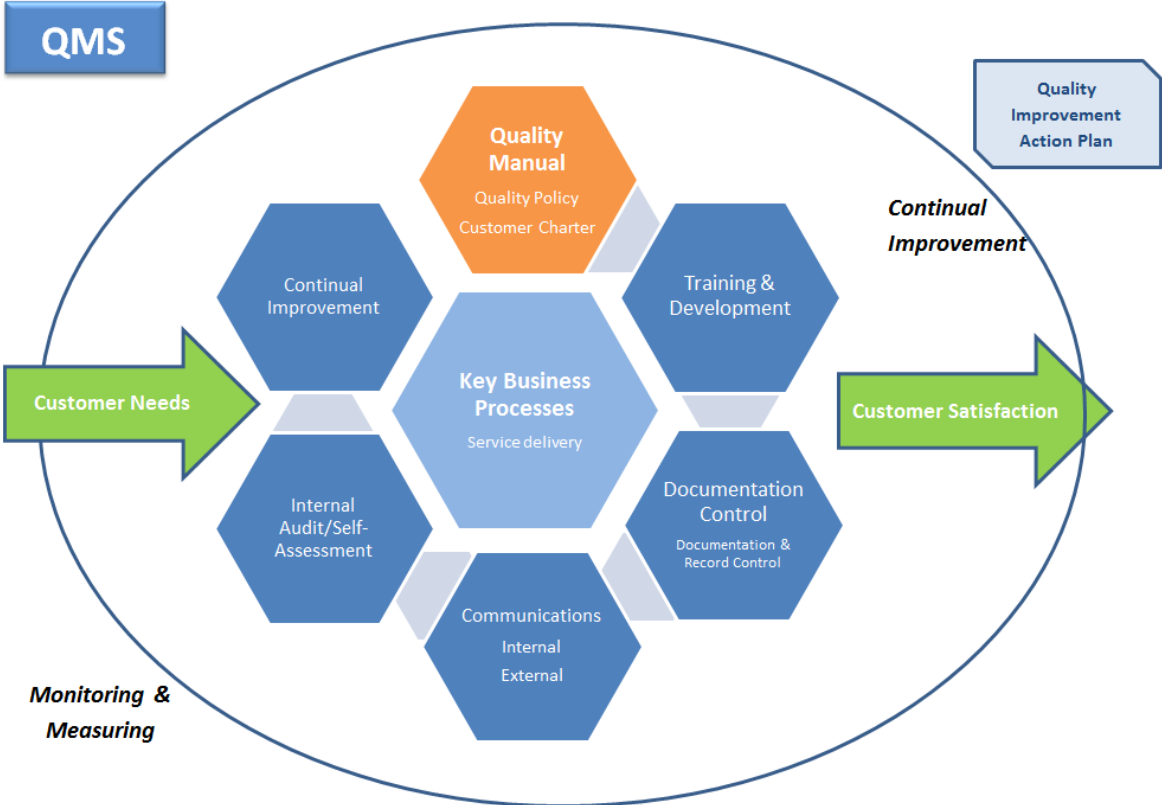 QMS
Quality
Improvement
Action Plan
Quality
Manual
Quality Policy
Customer Charter
Continual
Improvement
Continual
Improvement
Training &
Development
Key Business
Processes
Service delivery
Customer Needs
Customer Satisfaction
Internal
Audit/Self-
Assessment
Documentation
Control
Documentation &
Record Control
Communications
Internal
External
Monitoring &
Measuring